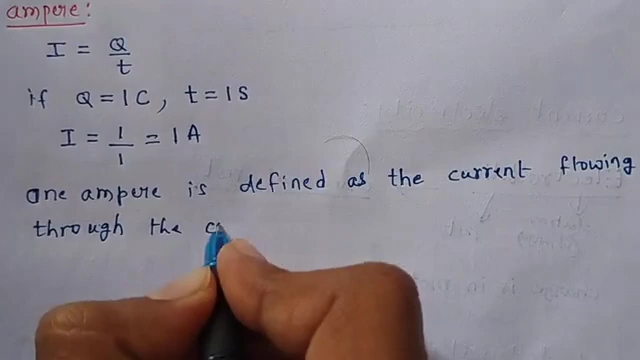 ampere:
I = Q/t
if Q = 1C, t = 1S
I = 1/1 = 1A
one ampere is defined as the current flowing
through the c